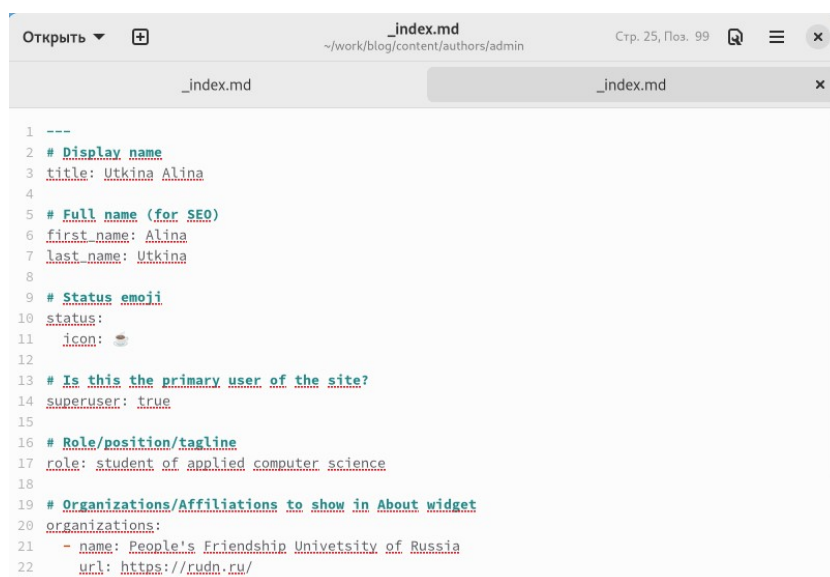 Открыть
_index.md
~/work/blog/content/authors/admin
Стр. 25, Поз. 99
_index.md
_index.md
1 ---
2 # Display name
3 title: Utkina Alina
4
5 # Full name (for SEO)
6 first_name: Alina
7 last_name: Utkina
8
9 # Status emoji
10 status:
11   icon: ☕
12
13 # Is this the primary user of the site?
14 superuser: true
15
16 # Role/position/tagline
17 role: student of applied computer science
18
19 # Organizations/Affiliations to show in About widget
20 organizations:
21   - name: People's Friendship Univetsity of Russia
22     url: https://rudn.ru/